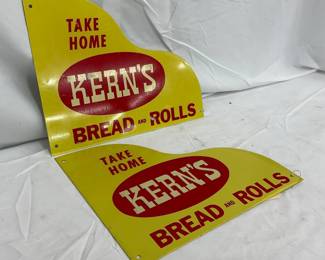 TAKE
HOME
KERN'S
BREAD AND ROLLS
TAKE
HOME
KERN'S
BREAD AND ROLLS